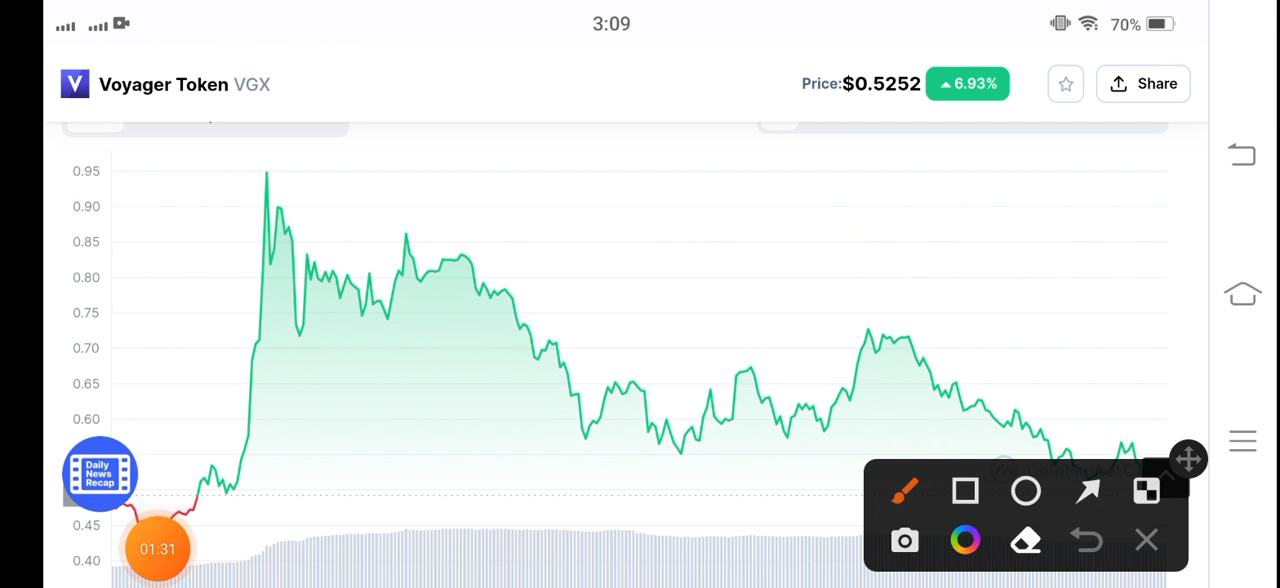 3:09
70%
V Voyager Token VGX
Price:$0.5252 6.93%
Share
0.95
0.90
0.85
0.80
0.75
0.70
0.65
0.60
0.45
0.40
Daily
News
Recap
01:31